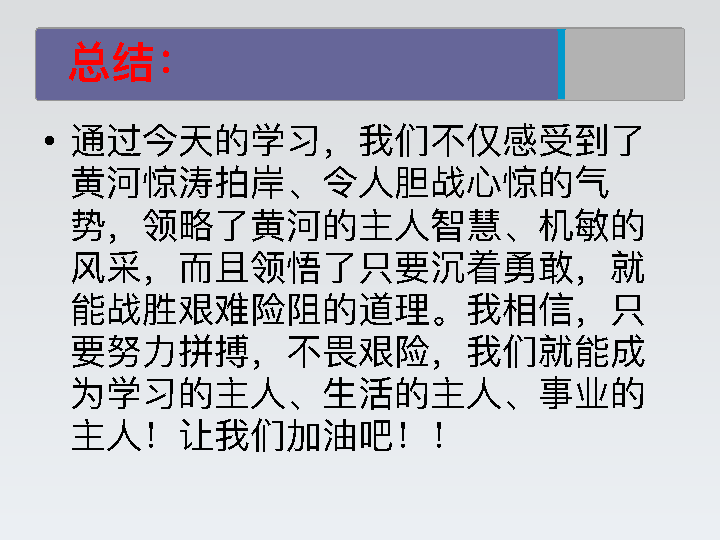 总结：
• 通过今天的学习，我们不仅感受到了
黄河惊涛拍岸、令人胆战心惊的气
势，领略了黄河的主人智慧、机敏的
风采，而且领悟了只要沉着勇敢，就
能战胜艰难险阻的道理。我相信，只
要努力拼搏，不畏艰险，我们就能成
为学习的主人、生活的主人、事业的
主人！让我们加油吧！！